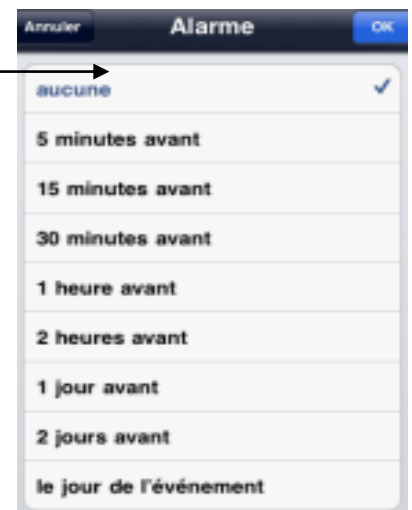 Annuler Alarme OK
aucune
5 minutes avant
15 minutes avant
30 minutes avant
1 heure avant
2 heures avant
1 jour avant
2 jours avant
le jour de l'événement